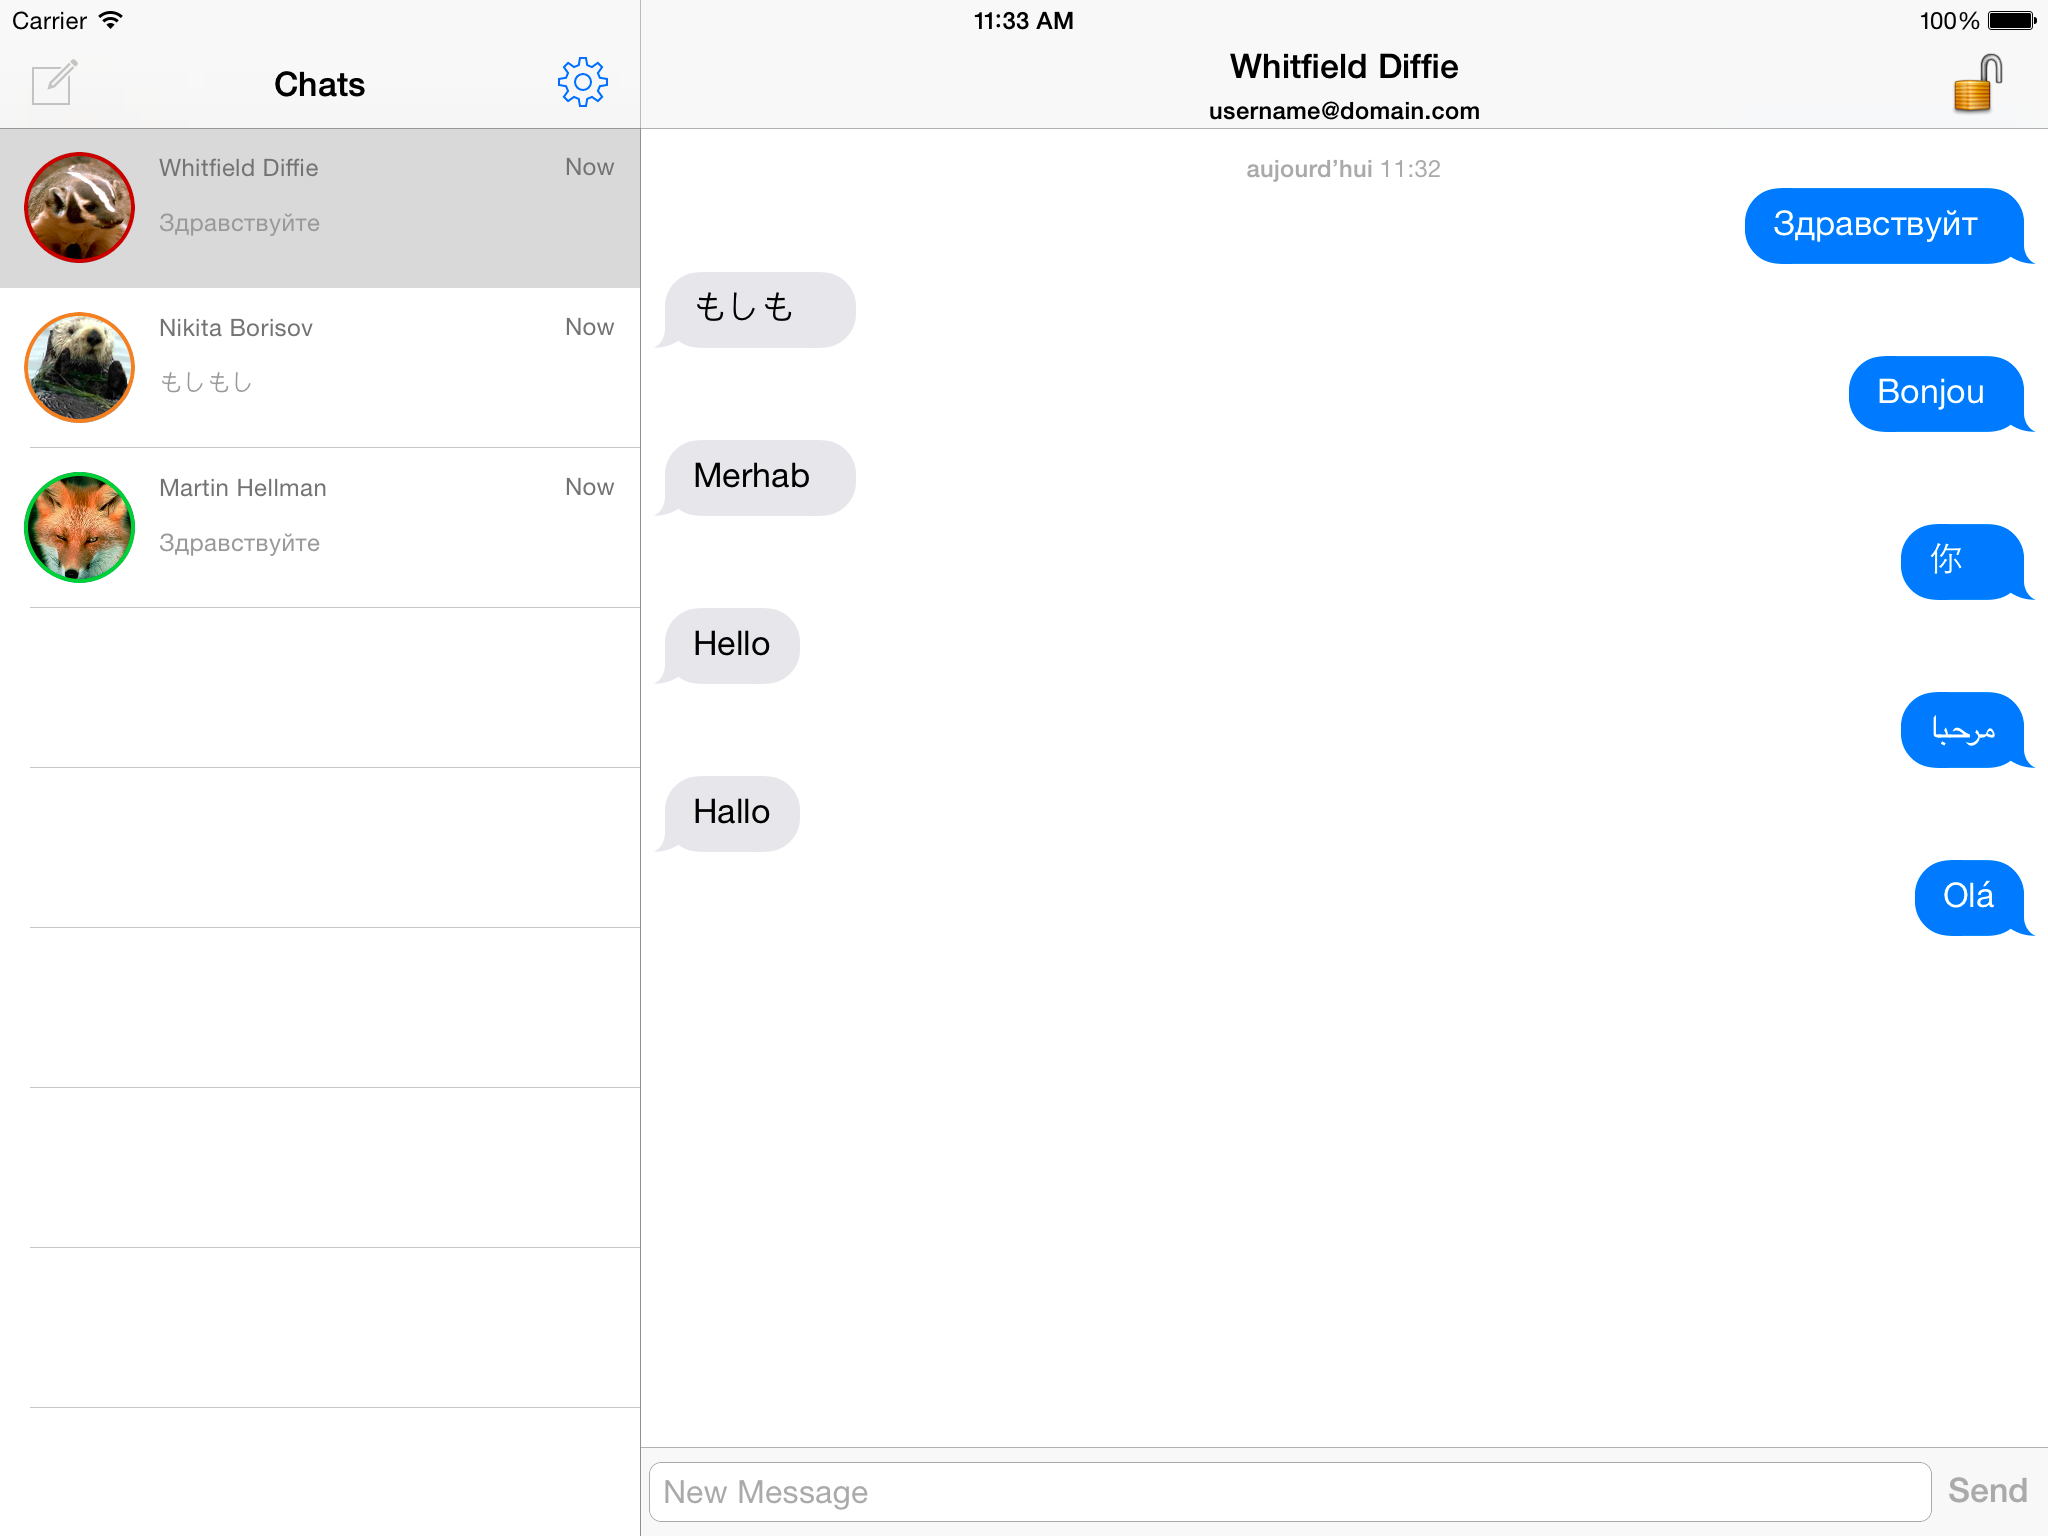 Carrier
11:33 AM
100%
Chats
Whitfield Diffie
Now
Здравствуйте
Nikita Borisov
Now
もしもし
Martin Hellman
Now
Здравствуйте
Whitfield Diffie
username@domain.com
aujourd’hui 11:32
Здравствуйт
もしも
Bonjou
Merhab
你
Hello
مرحبا
Hallo
Olá
New Message
Send